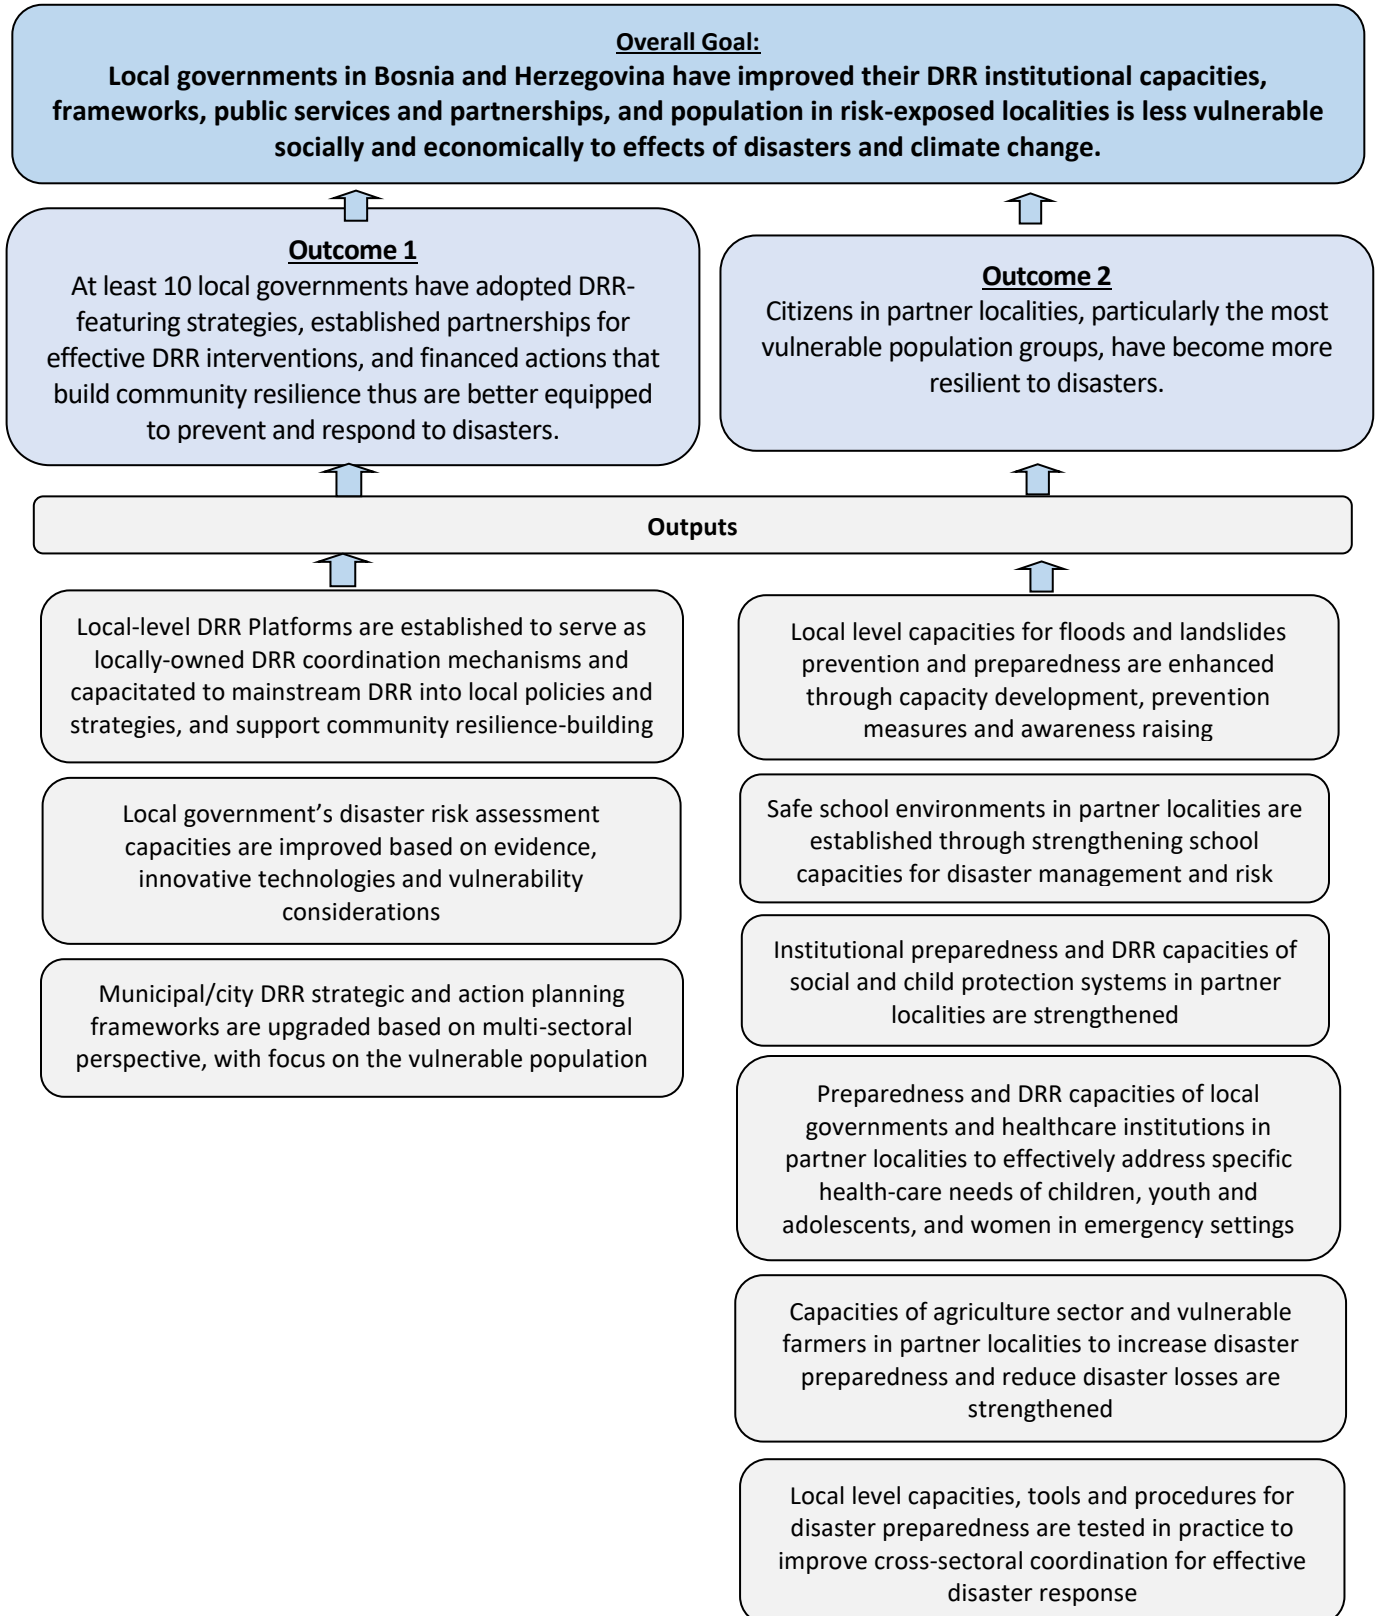 Overall Goal:
Local governments in Bosnia and Herzegovina have improved their DRR institutional capacities,
frameworks, public services and partnerships, and population in risk-exposed localities is less vulnerable
socially and economically to effects of disasters and climate change.
Outcome 1
At least 10 local governments have adopted DRR-
featuring strategies, established partnerships for
effective DRR interventions, and financed actions that
build community resilience thus are better equipped
to prevent and respond to disasters.
Outcome 2
Citizens in partner localities, particularly the most
vulnerable population groups, have become more
resilient to disasters.
Outputs
Local-level DRR Platforms are established to serve as
locally-owned DRR coordination mechanisms and
capacitated to mainstream DRR into local policies and
strategies, and support community resilience-building
Local government’s disaster risk assessment
capacities are improved based on evidence,
innovative technologies and vulnerability
considerations
Municipal/city DRR strategic and action planning
frameworks are upgraded based on multi-sectoral
perspective, with focus on the vulnerable population
Local level capacities for floods and landslides
prevention and preparedness are enhanced
through capacity development, prevention
measures and awareness raising
Safe school environments in partner localities are
established through strengthening school
capacities for disaster management and risk
Institutional preparedness and DRR capacities of
social and child protection systems in partner
localities are strengthened
Preparedness and DRR capacities of local
governments and healthcare institutions in
partner localities to effectively address specific
health-care needs of children, youth and
adolescents, and women in emergency settings
Capacities of agriculture sector and vulnerable
farmers in partner localities to increase disaster
preparedness and reduce disaster losses are
strengthened
Local level capacities, tools and procedures for
disaster preparedness are tested in practice to
improve cross-sectoral coordination for effective
disaster response